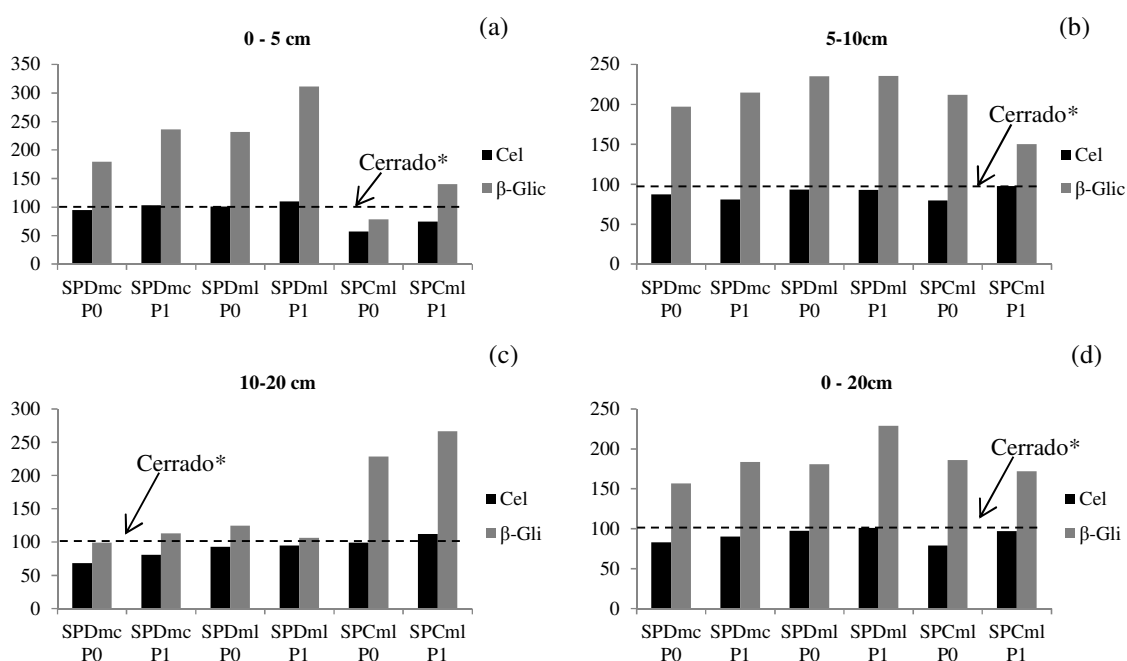 (a)
0 - 5 cm
350
300
250
200
150
100
50
0
Cerrado*
Cel
β-Glic
SPDmc SPDmc SPDml SPDml SPCml SPCml
P0 P1 P0 P1 P0 P1
(b)
5-10cm
250
200
150
100
50
0
Cerrado*
Cel
β-Glic
SPDmc SPDmc SPDml SPDml SPCml SPCml
P0 P1 P0 P1 P0 P1
(c)
10-20 cm
300
250
200
150
100
50
0
Cerrado*
Cel
β-Gli
SPDmc SPDmc SPDml SPDml SPCml SPCml
P0 P1 P0 P1 P0 P1
(d)
0 - 20cm
250
200
150
100
50
0
Cerrado*
Cel
β-Gli
SPDmc SPDmc SPDml SPDml SPCml SPCml
P0 P1 P0 P1 P0 P1